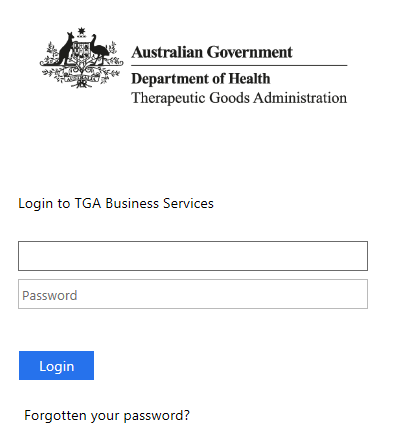 Australian Government
Department of Health
Therapeutic Goods Administration
Login to TGA Business Services
Password
Login
Forgotten your password?